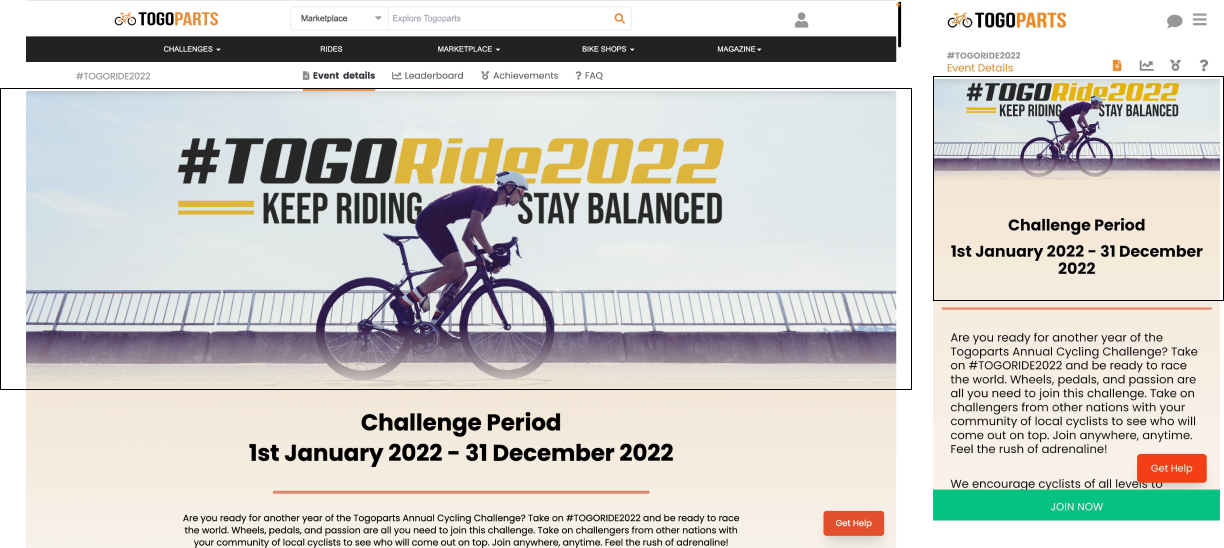 TOGOPARTS
Marketplace
Explore Togoparts
CHALLENGES
RIDES
MARKETPLACE
BIKE SHOPS
MAGAZINE
#TOGORIDE2022
Event details
Leaderboard
Achievements
? FAQ
#TOGORide2022
KEEP RIDING STAY BALANCED
Challenge Period
1st January 2022 - 31 December 2022
Are you ready for another year of the Togoparts Annual Cycling Challenge? Take on #TOGORIDE2022 and be ready to race
the world. Wheels, pedals, and passion are all you need to join this challenge. Take on challengers from other nations with
your community of local cyclists to see who will come out on top. Join anywhere, anytime. Feel the rush of adrenaline!
Get Help
TOGOPARTS
#TOGORIDE2022
Event Details
?
#TOGORide2022
KEEP RIDING STAY BALANCED
Challenge Period
1st January 2022 - 31 December
2022
Are you ready for another year of the
Togoparts Annual Cycling Challenge? Take
on #TOGORIDE2022 and be ready to race
the world. Wheels, pedals, and passion are
all you need to join this challenge. Take on
challengers from other nations with your
community of local cyclists to see who will
come out on top. Join anywhere, anytime.
Feel the rush of adrenaline!
Get Help
We encourage cyclists of all levels to
JOIN NOW